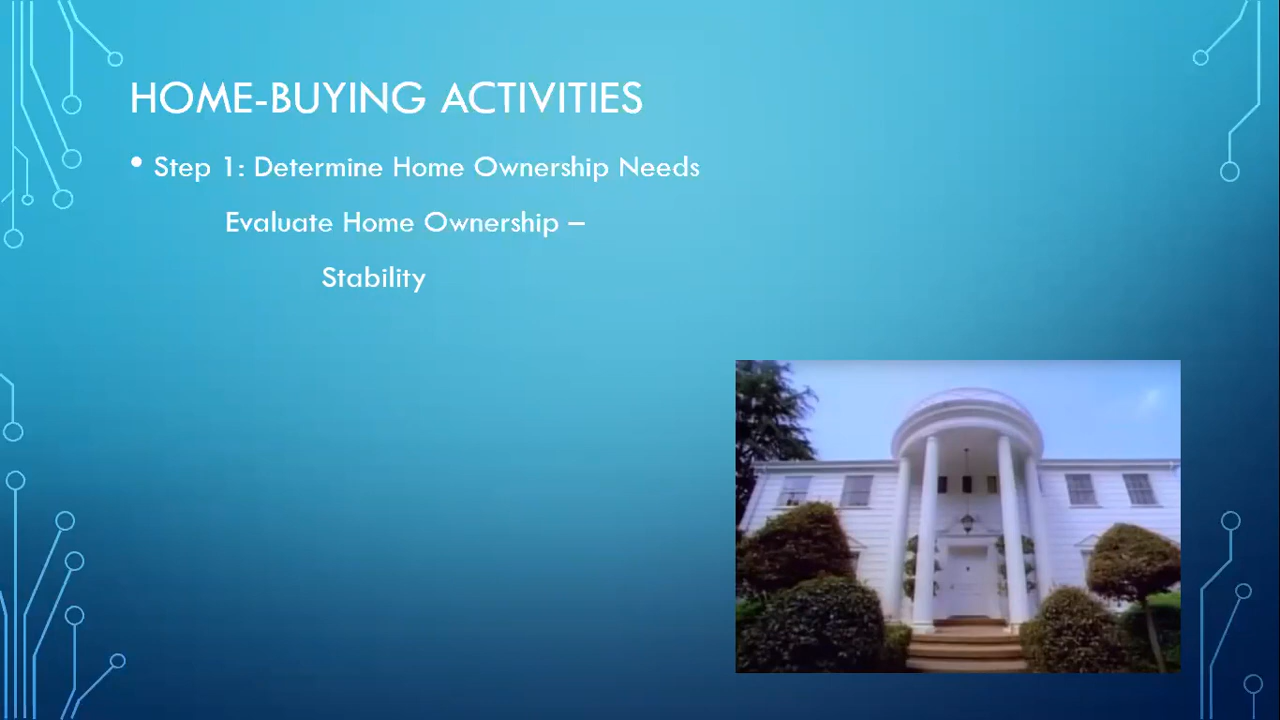 HOME-BUYING ACTIVITIES
• Step 1: Determine Home Ownership Needs
Evaluate Home Ownership –
Stability